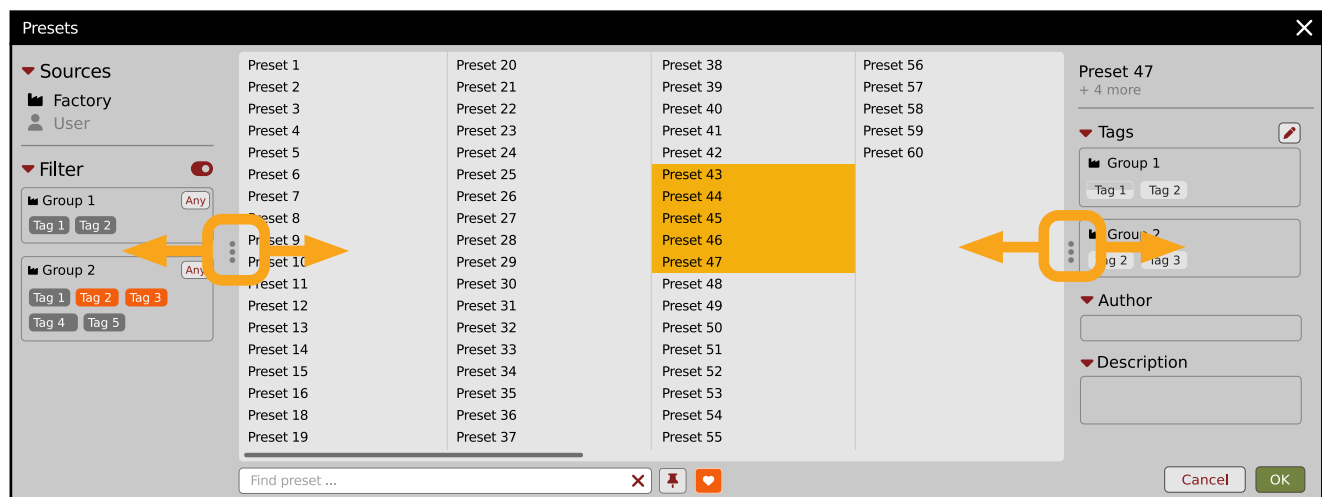 Presets
Sources
Factory
User
Filter
Group 1
Any
Tag 1 Tag 2
Group 2
Any
Tag 1 Tag 2 Tag 3
Tag 4 Tag 5
Preset 1
Preset 2
Preset 3
Preset 4
Preset 5
Preset 6
Preset 7
Preset 8
Preset 9
Preset 10
Preset 11
Preset 12
Preset 13
Preset 14
Preset 15
Preset 16
Preset 18
Preset 19
Preset 20
Preset 21
Preset 22
Preset 23
Preset 24
Preset 25
Preset 26
Preset 27
Preset 28
Preset 29
Preset 30
Preset 31
Preset 32
Preset 33
Preset 34
Preset 35
Preset 36
Preset 37
Preset 38
Preset 39
Preset 40
Preset 41
Preset 42
Preset 43
Preset 44
Preset 45
Preset 46
Preset 47
Preset 48
Preset 49
Preset 50
Preset 51
Preset 52
Preset 53
Preset 54
Preset 55
Preset 56
Preset 57
Preset 58
Preset 59
Preset 60
Find preset ...
Preset 47
+ 4 more
Tags
Group 1
Tag 1 Tag 2
Group 2
Tag 2 Tag 3
Author
Description
Cancel
OK